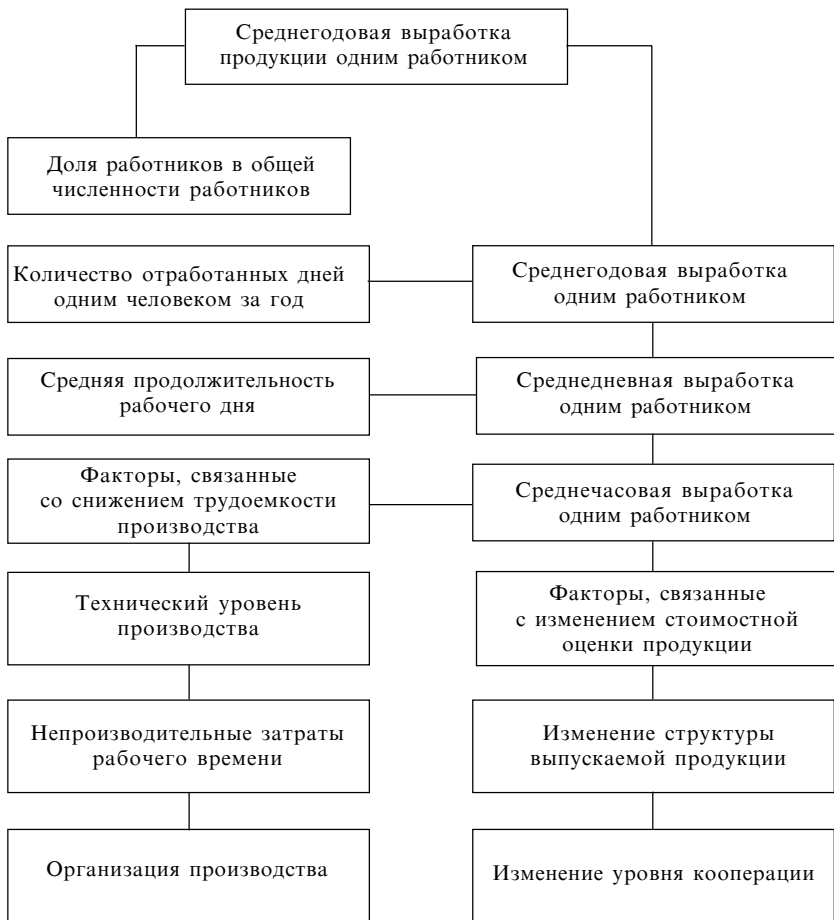 Среднегодовая выработка
продукции одним работником
Доля работников в общей
численности работников
Количество отработанных дней
одним человеком за год
Среднегодовая выработка
одним работником
Средняя продолжительность
рабочего дня
Среднедневная выработка
одним работником
Факторы, связанные
со снижением трудоемкости
производства
Среднечасовая выработка
одним работником
Технический уровень
производства
Факторы, связанные
с изменением стоимостной
оценки продукции
Непроизводительные затраты
рабочего времени
Изменение структуры
выпускаемой продукции
Организация производства
Изменение уровня кооперации